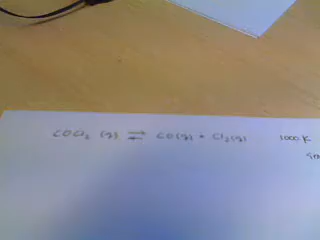 COCl₂ (g) ⇌ CO(g) + Cl₂(g) 1000 K